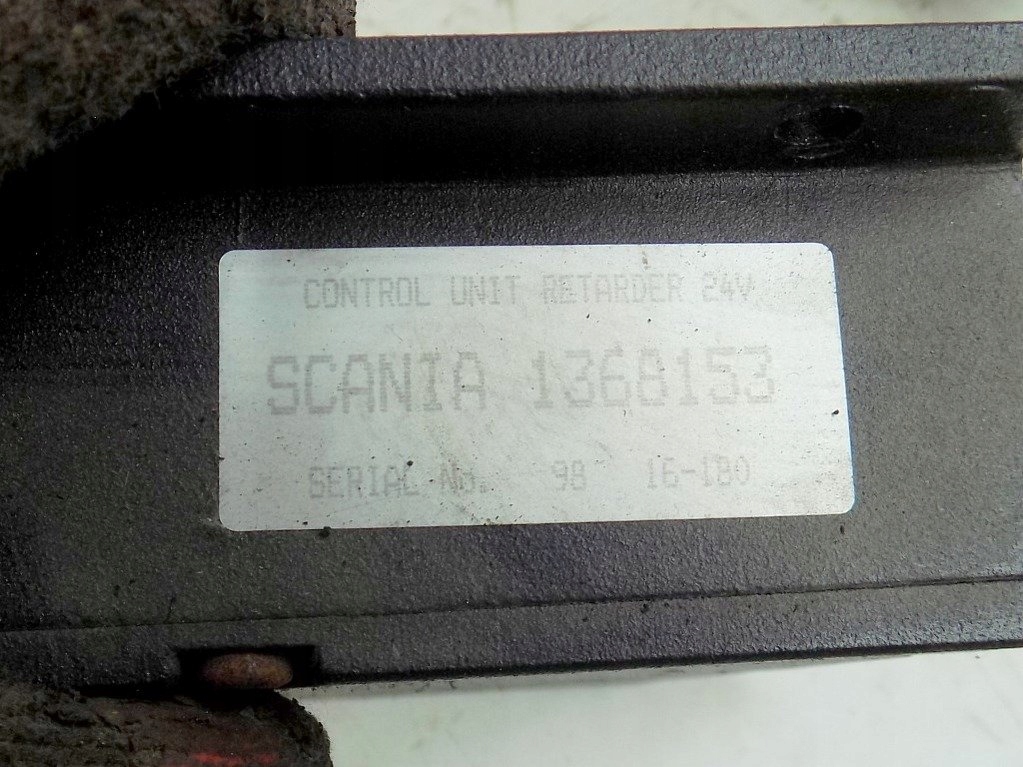 CONTROL UNIT RETARDER 24V
SCANIA 1368153
SERIAL NO. 98 16-180